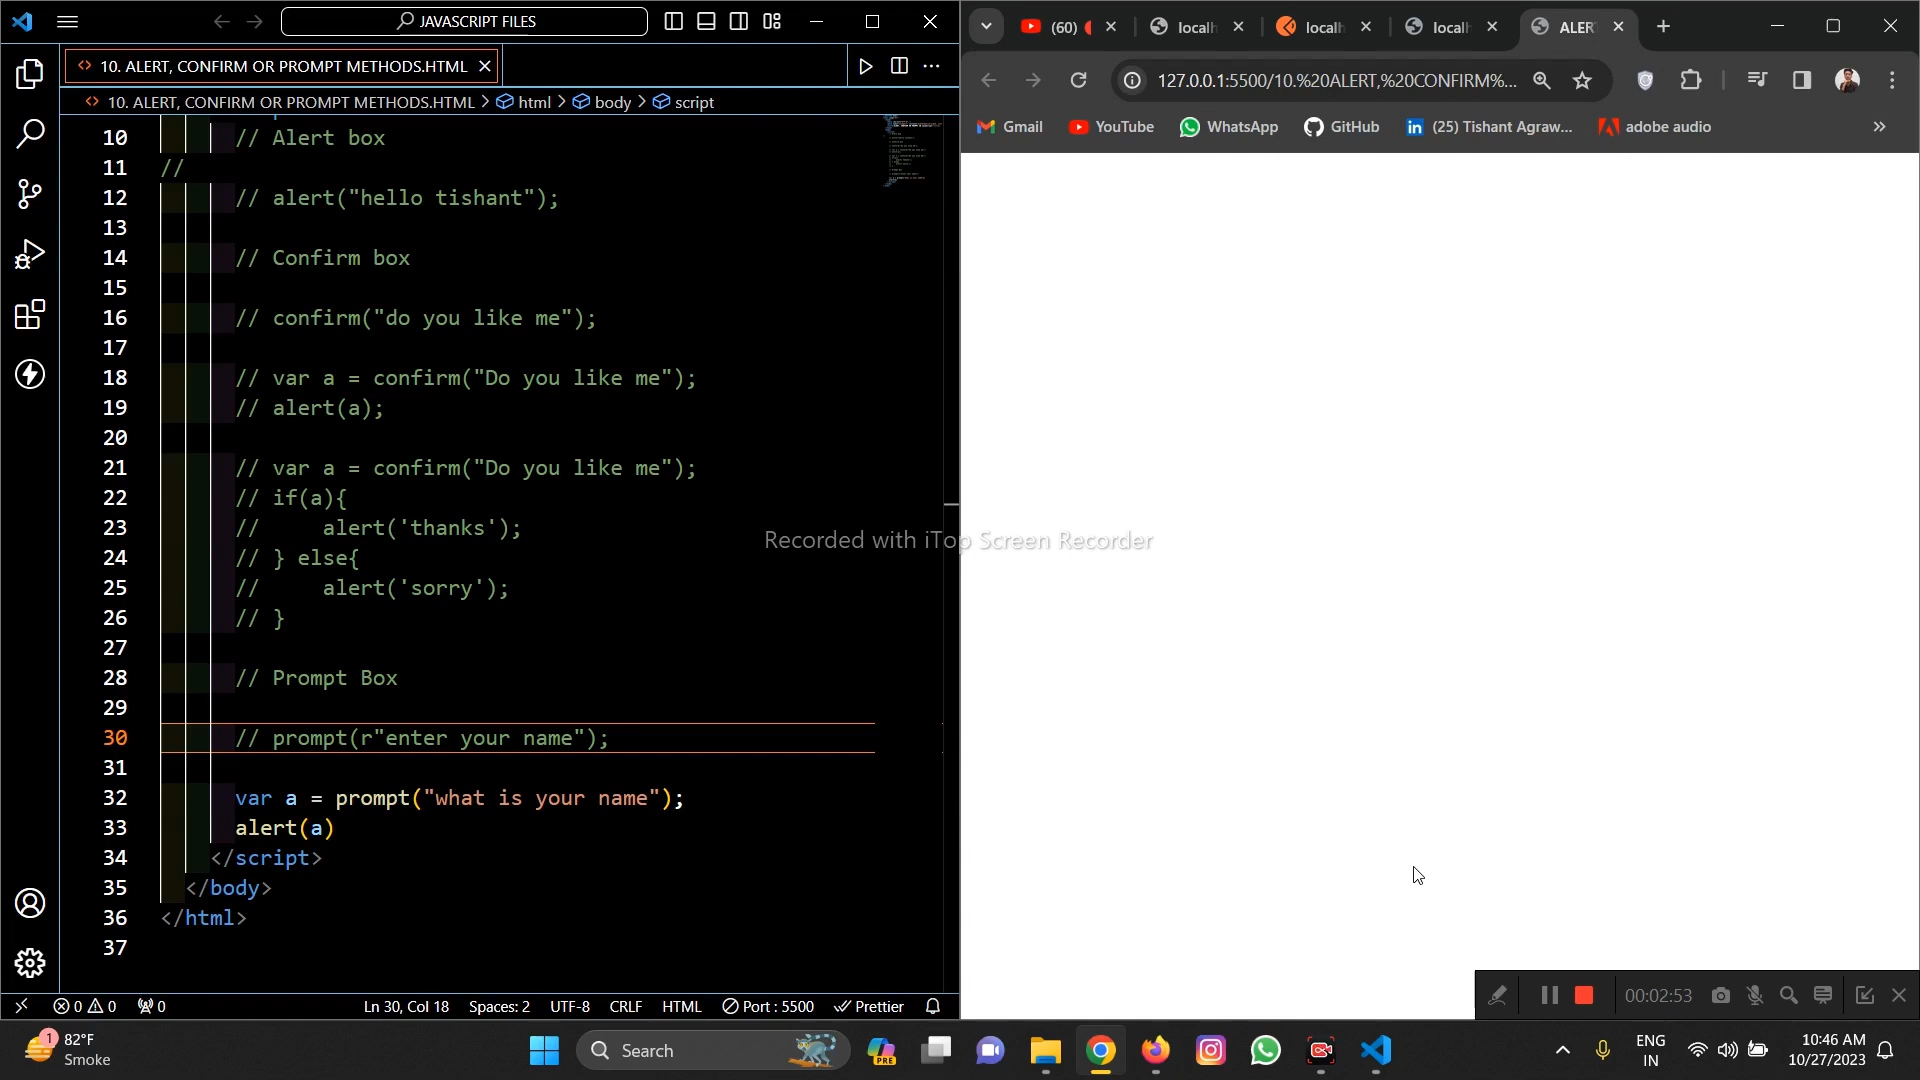 JAVASCRIPT FILES
10. ALERT, CONFIRM OR PROMPT METHODS.HTML
10. ALERT, CONFIRM OR PROMPT METHODS.HTML > html > body > script
10 // Alert box
11 //
12 // alert("hello tishant");
13
14 // Confirm box
15
16 // confirm("do you like me");
17
18 // var a = confirm("Do you like me");
19 // alert(a);
20
21 // var a = confirm("Do you like me");
22 // if(a){
23 //     alert('thanks');
24 // } else{
25 //     alert('sorry');
26 // }
27
28 // Prompt Box
29
30 // prompt(r"enter your name");
31
32 var a = prompt("what is your name");
33 alert(a)
34 </script>
35 </body>
36 </html>
37
0 0 0 Ln 30, Col 18 Spaces: 2 UTF-8 CRLF HTML Port : 5500 Prettier
(60) localh localh localh ALER
127.0.0.1:5500/10.%20ALERT,%20CONFIRM%...
Gmail YouTube WhatsApp GitHub (25) Tishant Agraw... adobe audio
Recorded with iTop Screen Recorder
00:02:53
1 82°F
Smoke
Search
PRE
ENG
IN
10:46 AM
10/27/2023